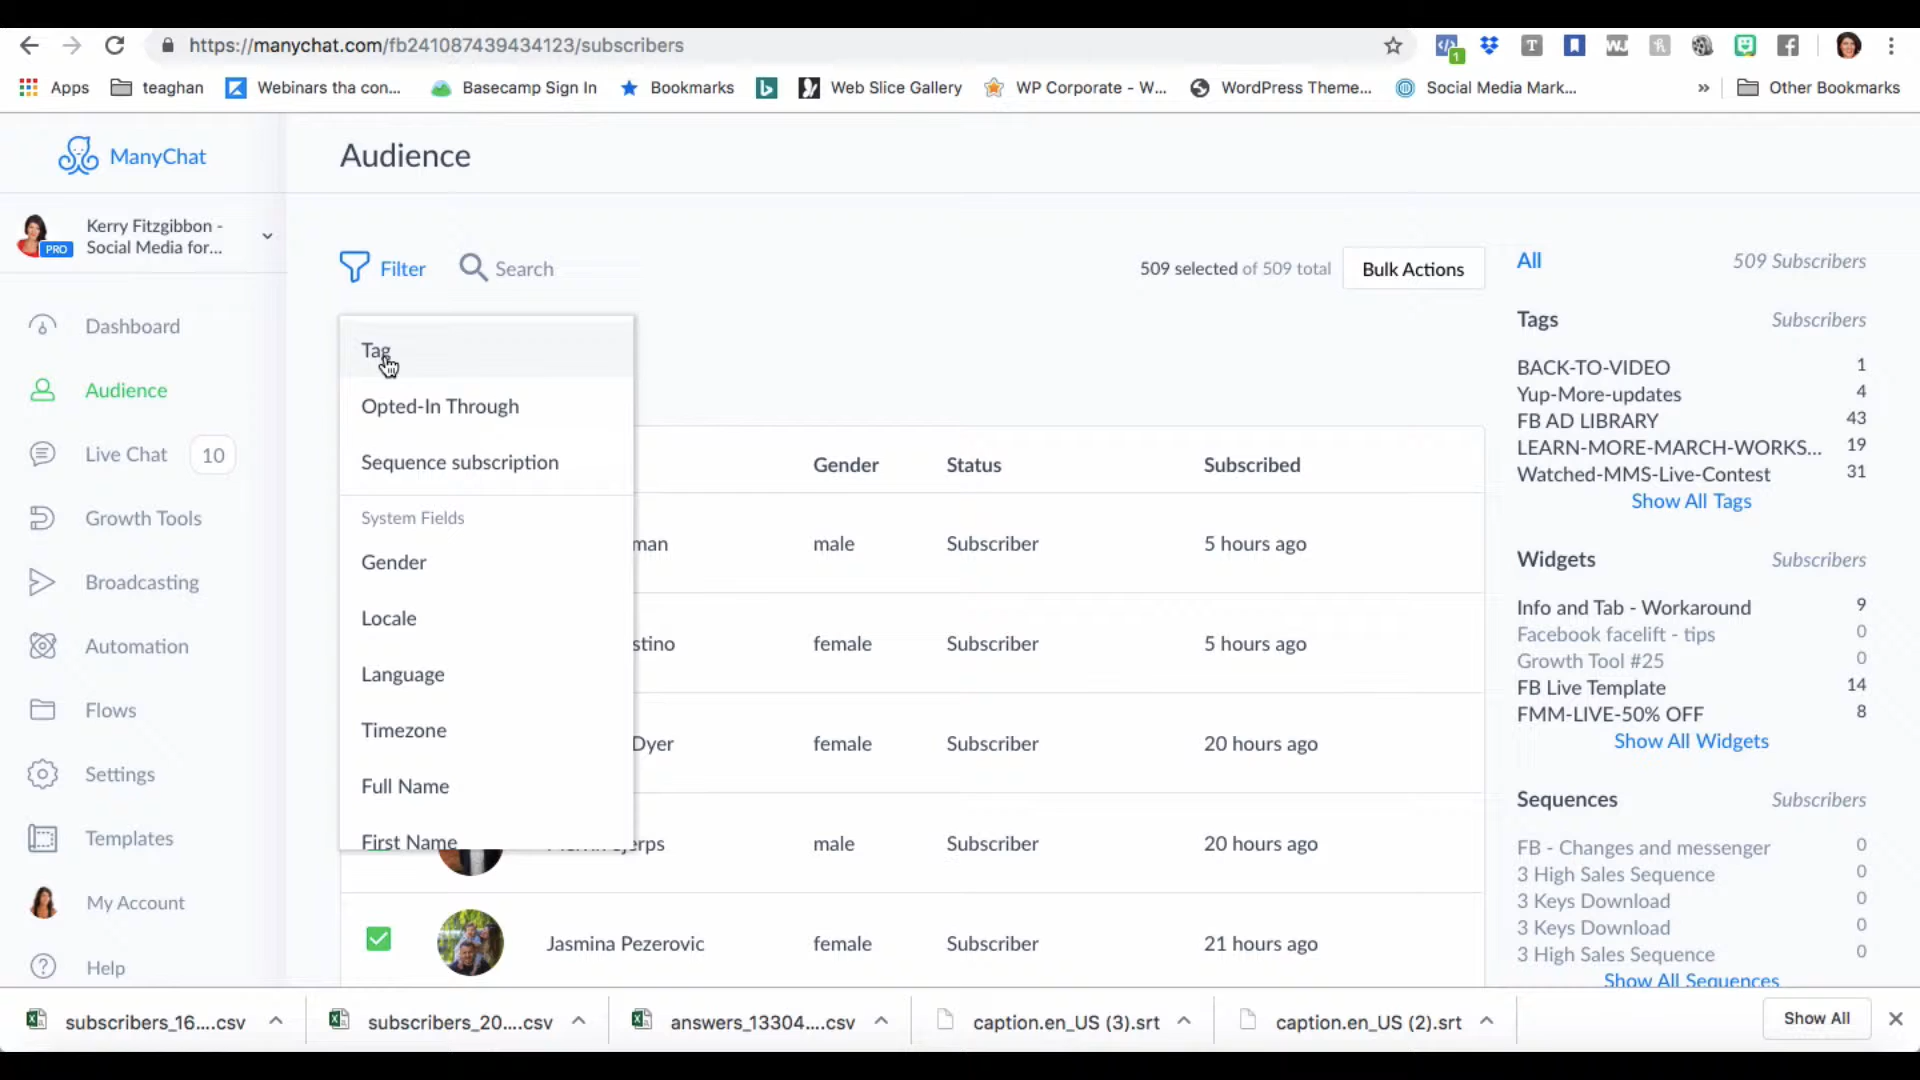 https://manychat.com/fb241087439434123/subscribers
1
Apps
teaghan
Webinars tha con...
Basecamp Sign In
Bookmarks
Web Slice Gallery
WP Corporate - W...
WordPress Theme...
Social Media Mark...
»
Other Bookmarks
ManyChat
Audience
Kerry Fitzgibbon -
Social Media for...
PRO
Filter
Search
509 selected of 509 total
Bulk Actions
Dashboard
Audience
Live Chat
10
Growth Tools
Broadcasting
Automation
Flows
Settings
Templates
My Account
Help
Tag
Opted-In Through
Sequence subscription
System Fields
Gender
Locale
Language
Timezone
Full Name
First Name
Gender Status Subscribed
man male Subscriber 5 hours ago
stino female Subscriber 5 hours ago
Dyer female Subscriber 20 hours ago
jerps male Subscriber 20 hours ago
Jasmina Pezerovic female Subscriber 21 hours ago
All 509 Subscribers
Tags Subscribers
BACK-TO-VIDEO 1
Yup-More-updates 4
FB AD LIBRARY 43
LEARN-MORE-MARCH-WORKS... 19
Watched-MMS-Live-Contest 31
Show All Tags
Widgets Subscribers
Info and Tab - Workaround 9
Facebook facelift - tips 0
Growth Tool #25 0
FB Live Template 14
FMM-LIVE-50% OFF 8
Show All Widgets
Sequences Subscribers
FB - Changes and messenger 0
3 High Sales Sequence 0
3 Keys Download 0
3 Keys Download 0
3 High Sales Sequence 0
Show All Sequences
subscribers_16....csv
subscribers_20....csv
answers_13304....csv
caption.en_US (3).srt
caption.en_US (2).srt
Show All